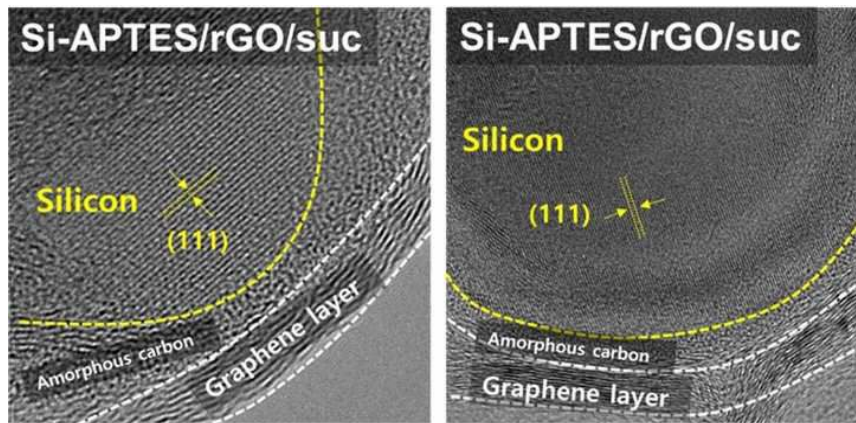 Si-APTES/rGO/suc
Silicon
(111)
Amorphous carbon
Graphene layer
Si-APTES/rGO/suc
Silicon
(111)
Amorphous carbon
Graphene layer